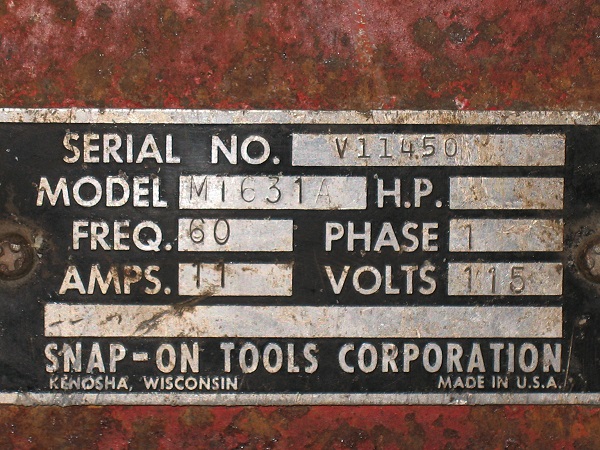 SERIAL NO. V11450
MODEL MT631A H.P.
FREQ. 60 PHASE 1
AMPS. 11 VOLTS 115
SNAP-ON TOOLS CORPORATION
KENOSHA, WISCONSIN MADE IN U.S.A.